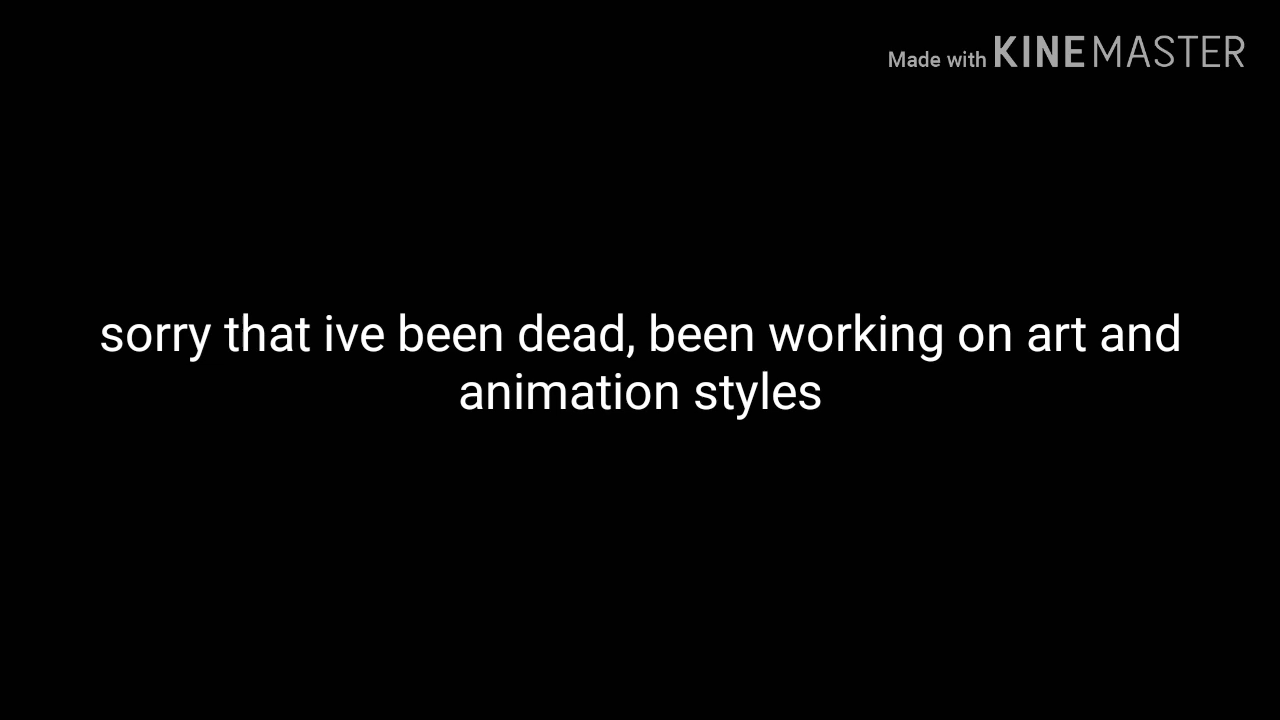 Made with KINEMASTER
sorry that ive been dead, been working on art and
animation styles